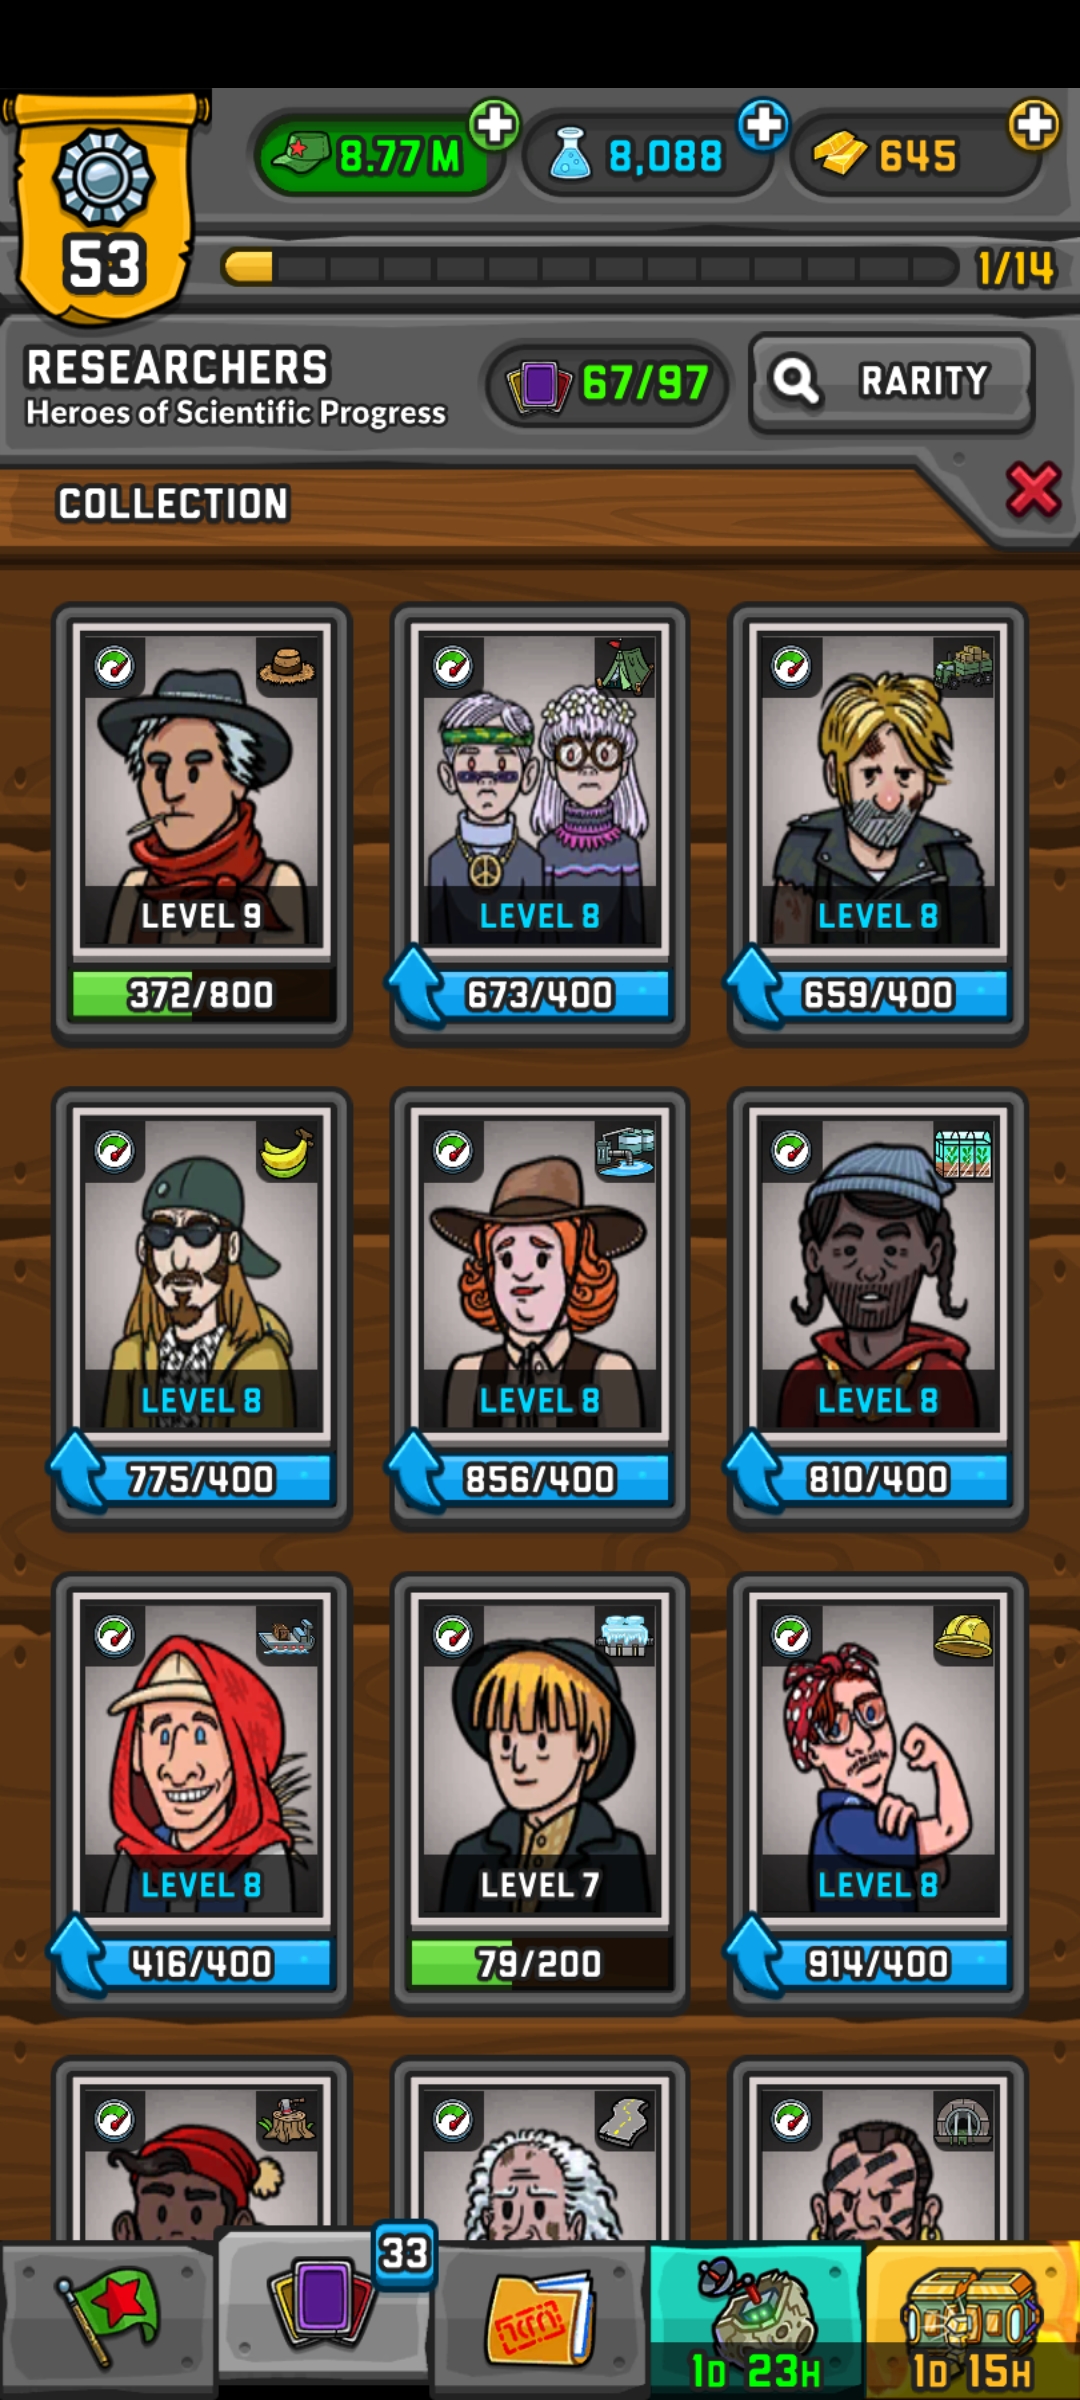 8.77M
8,088
645
53
1/14
RESEARCHERS
Heroes of Scientific Progress
67/97
RARITY
COLLECTION
LEVEL 9
LEVEL 8
LEVEL 8
372/800
673/400
659/400
LEVEL 8
LEVEL 8
LEVEL 8
775/400
856/400
810/400
LEVEL 8
LEVEL 7
LEVEL 8
416/400
79/200
914/400
33
1D 23H
1D 15H